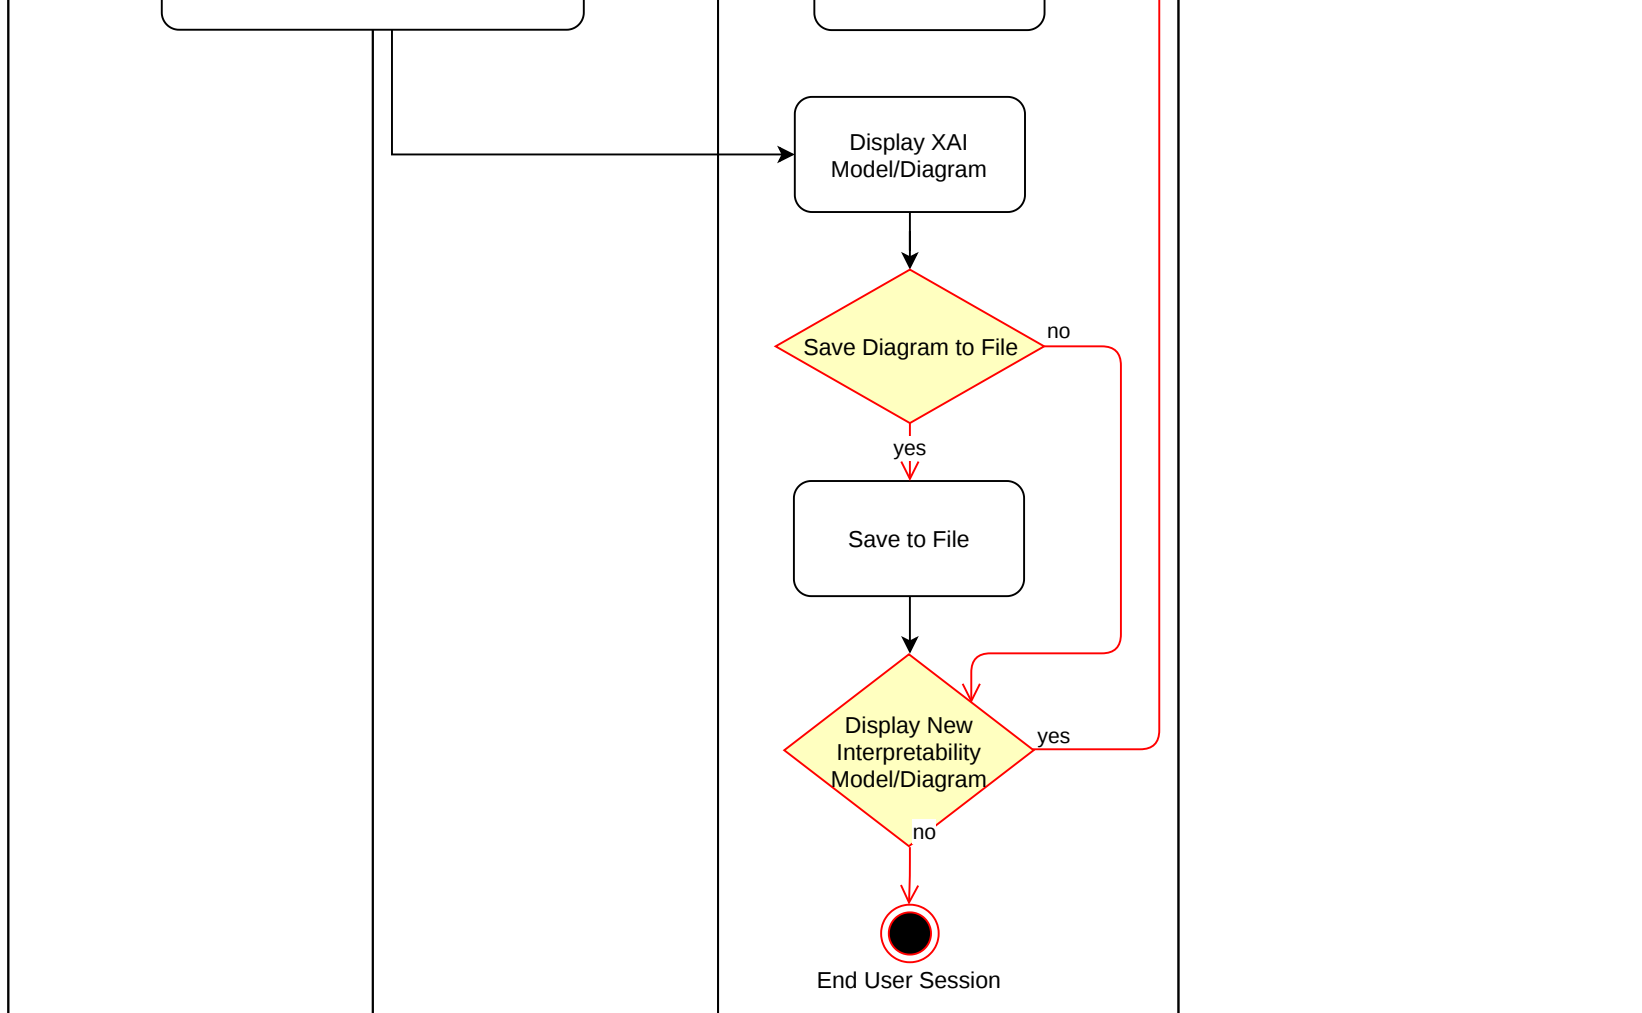 Display XAI
Model/Diagram
Save Diagram to File
no
yes
Save to File
Display New
Interpretability
Model/Diagram
yes
no
End User Session